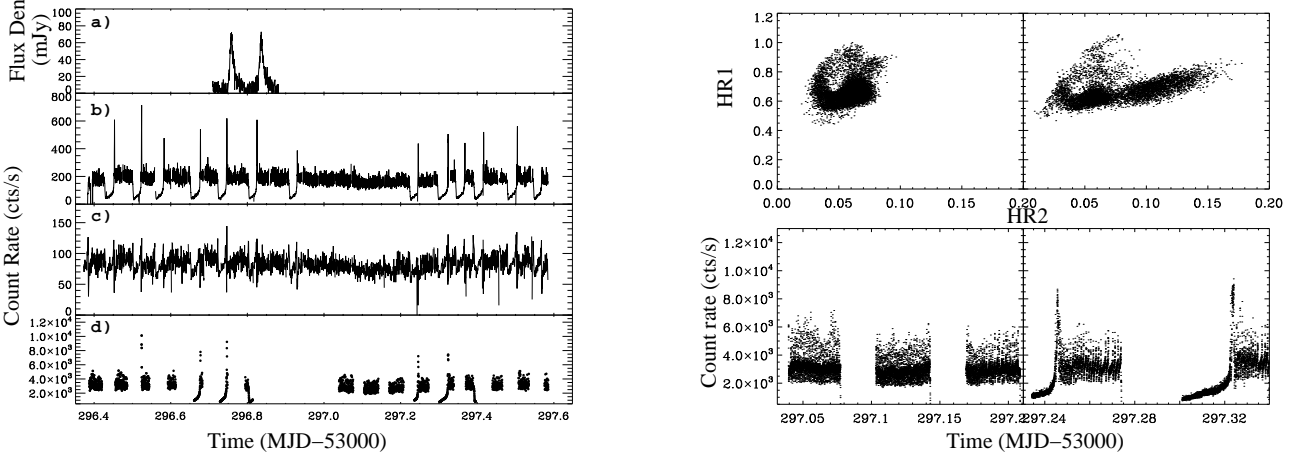 Flux Den
(mJy)
100
80
60
40
20
0
a)
800
600
400
200
0
b)
Count Rate (cts/s)
150
100
50
0
c)
1.2×10⁴
1.0×10⁴
8.0×10³
6.0×10³
4.0×10³
2.0×10³
d)
296.4 296.6 296.8 297.0 297.2 297.4 297.6
Time (MJD−53000)
HR1
1.2
1.0
0.8
0.6
0.4
0.2
0.0
0.00 0.05 0.10 0.15 0.20 0.05 0.10 0.15 0.20
HR2
Count rate (cts/s)
1.2×10⁴
1.0×10⁴
8.0×10³
6.0×10³
4.0×10³
2.0×10³
297.05 297.1 297.15 297.24 297.28 297.32
Time (MJD−53000)